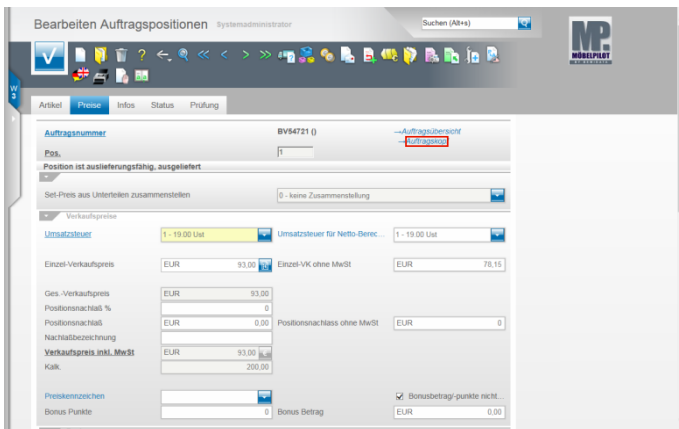 Bearbeiten Auftragspositionen Systemadministrator
Suchen (Alt+s)
MP
MÖBELPILOT
W
3
Artikel Preise Infos Status Prüfung
Auftragsnummer BV54721 () →Auftragsübersicht
→Auftragskopf
Pos. 1
Position ist auslieferungsfähig, ausgeliefert
Set-Preis aus Unterteilen zusammenstellen 0 - keine Zusammenstellung
Verkaufspreise
Umsatzsteuer 1 - 19.00 Ust Umsatzsteuer für Netto-Berec... 1 - 19.00 Ust
Einzel-Verkaufspreis EUR 93,00 Einzel-VK ohne MwSt EUR 78,15
Ges.-Verkaufspreis EUR 93,00
Positionsnachlaß % 0
Positionsnachlaß EUR 0,00 Positionsnachlass ohne MwSt EUR 0
Nachlaßbezeichnung
Verkaufspreis inkl. MwSt EUR 93,00
Kalk. 200,00
Preiskennzeichen Bonusbetrag/-punkte nicht...
Bonus Punkte 0 Bonus Betrag EUR 0,00